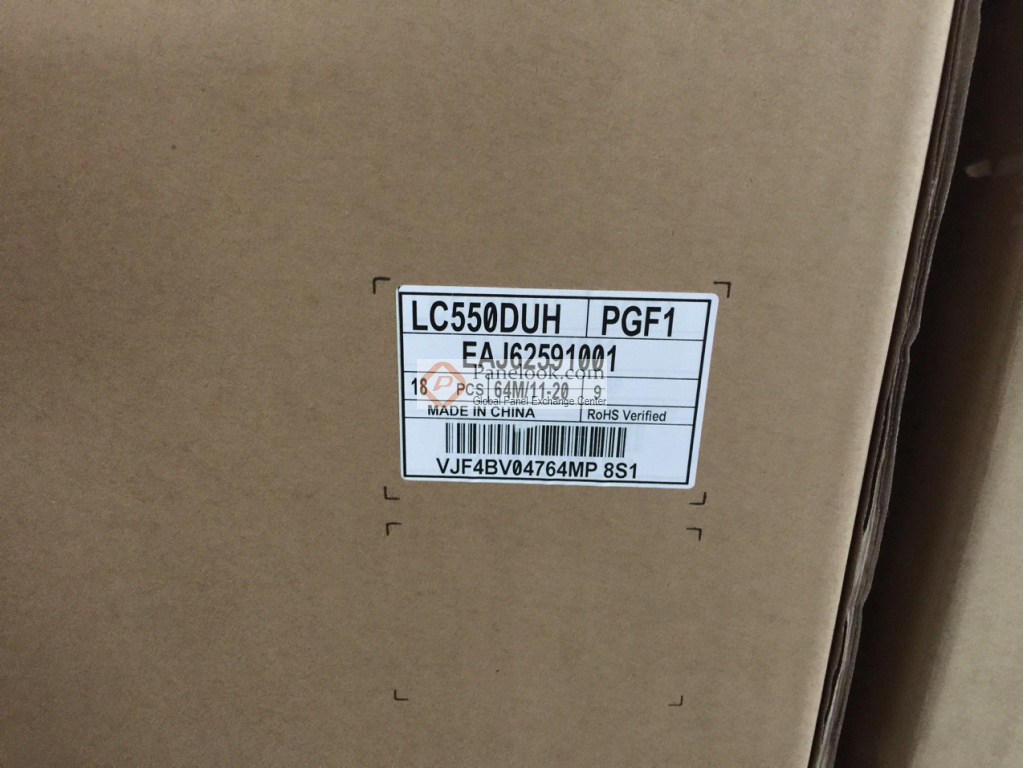 LC550DUH PGF1
EAJ62591001
Panelook.com
18 PCS 64M/11-20 9
Global Panel Exchange Center
MADE IN CHINA RoHS Verified
VJF4BV04764MP 8S1